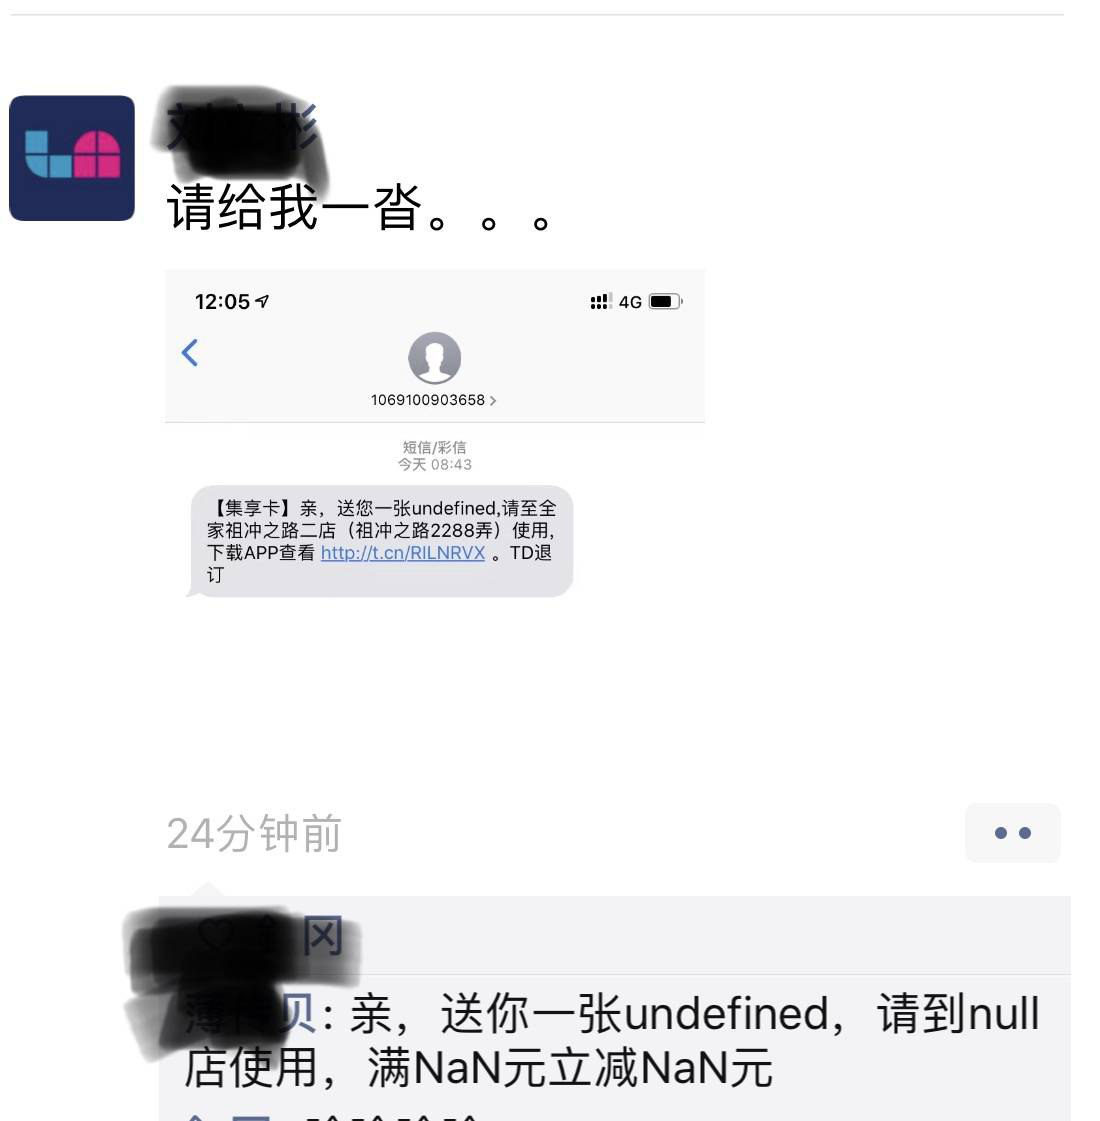 请给我一沓。。。
12:05
4G
1069100903658
短信/彩信
今天 08:43
【集享卡】亲，送您一张undefined,请至全
家祖冲之路二店（祖冲之路2288弄）使用,
下载APP查看 http://t.cn/RILNRVX 。TD退
订
24分钟前
冈
贝: 亲，送你一张undefined，请到null
店使用，满NaN元立减NaN元